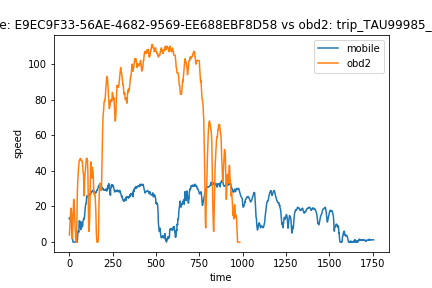 e: E9EC9F33-56AE-4682-9569-EE688EBF8D58 vs obd2: trip_TAU99985_
mobile
obd2
100
80
60
40
20
0
speed
0 250 500 750 1000 1250 1500 1750
time